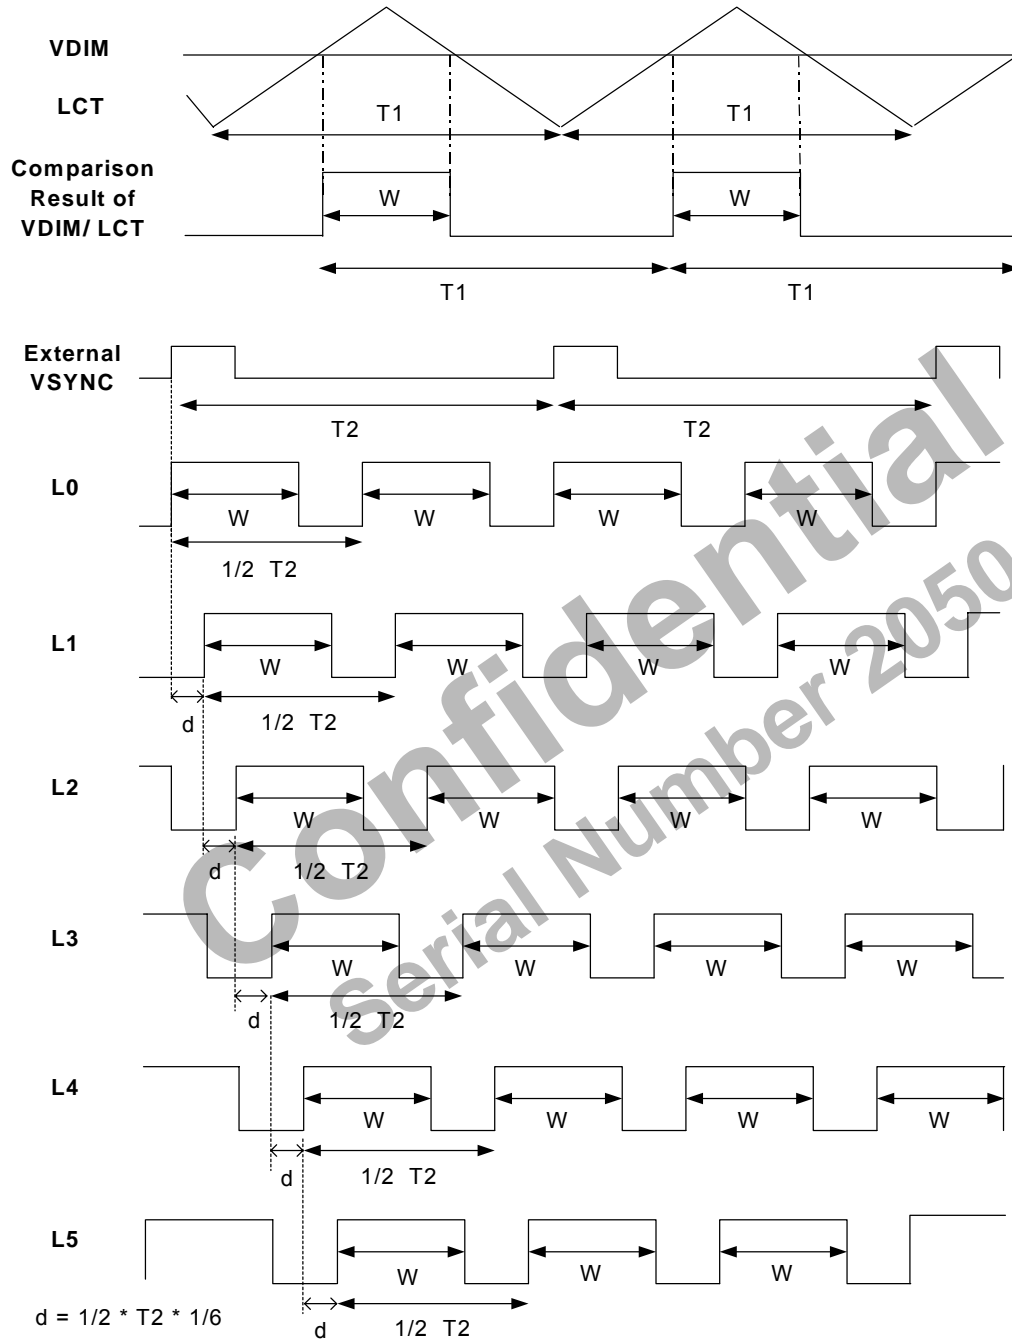 VDIM
LCT
T1
T1
Comparison
Result of
VDIM/ LCT
W
W
T1
T1
External
VSYNC
T2
T2
L0
W
W
W
W
1/2 T2
L1
W
W
W
W
d
1/2 T2
L2
W
W
W
W
d
1/2 T2
L3
W
W
W
W
d
1/2 T2
L4
W
W
W
W
d
1/2 T2
L5
W
W
W
d = 1/2 * T2 * 1/6
d
1/2 T2
Confidential
Serial Number 2050